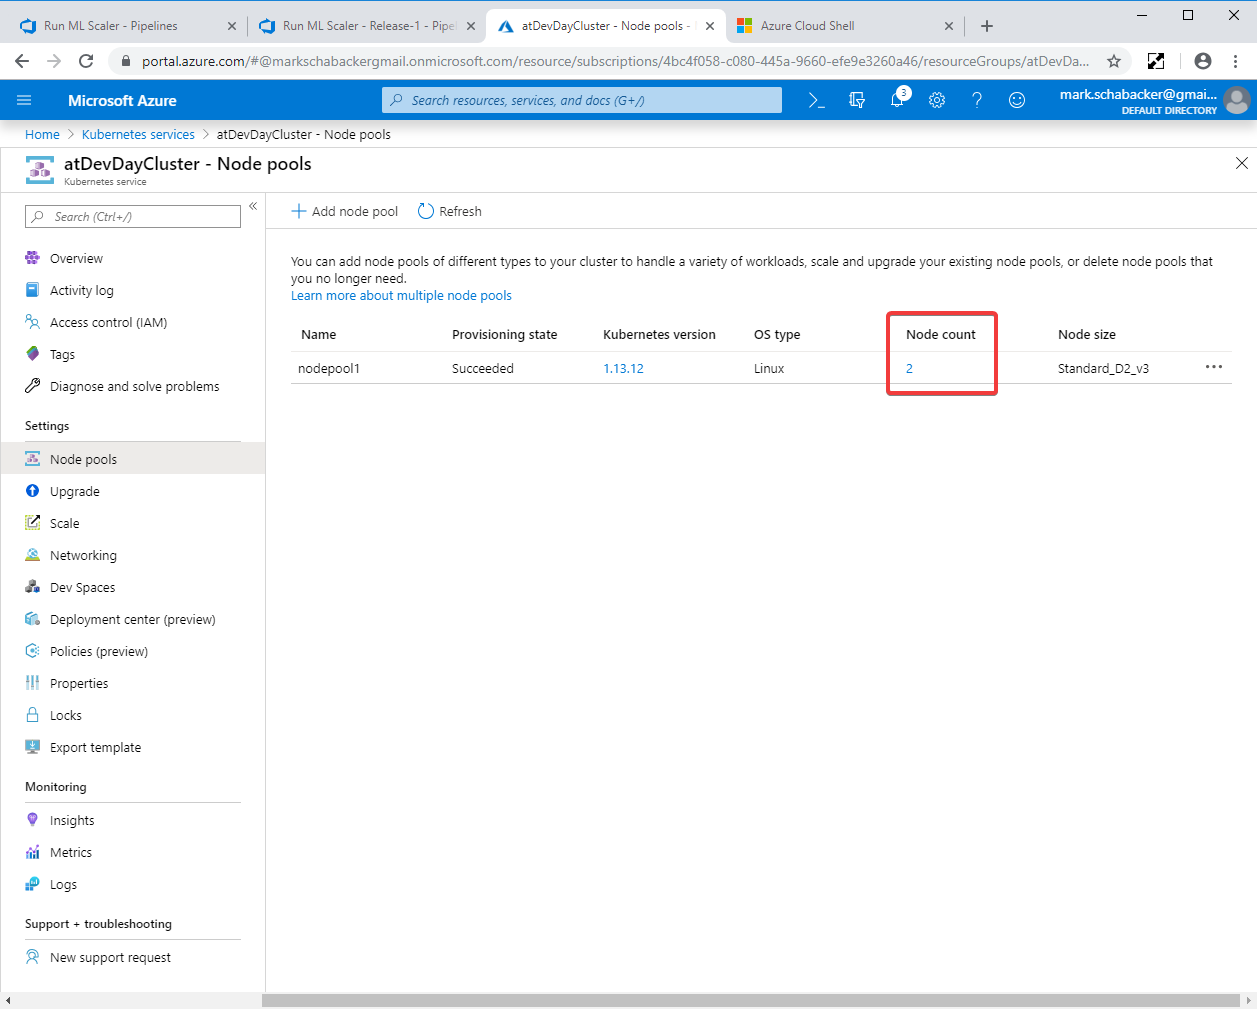 Run ML Scaler - Pipelines
Run ML Scaler - Release-1 - Pipel
atDevDayCluster - Node pools -
Azure Cloud Shell
portal.azure.com/#@markschabackergmail.onmicrosoft.com/resource/subscriptions/4bc4f058-c080-445a-9660-efe9e3260a46/resourceGroups/atDevDa...
Microsoft Azure
Search resources, services, and docs (G+/)
3
mark.schabacker@gmai...
DEFAULT DIRECTORY
Home > Kubernetes services > atDevDayCluster - Node pools
atDevDayCluster - Node pools
Kubernetes service
Search (Ctrl+/)
«
Overview
Activity log
Access control (IAM)
Tags
Diagnose and solve problems
Settings
Node pools
Upgrade
Scale
Networking
Dev Spaces
Deployment center (preview)
Policies (preview)
Properties
Locks
Export template
Monitoring
Insights
Metrics
Logs
Support + troubleshooting
New support request
Add node pool Refresh
You can add node pools of different types to your cluster to handle a variety of workloads, scale and upgrade your existing node pools, or delete node pools that
you no longer need.
Learn more about multiple node pools
Name Provisioning state Kubernetes version OS type Node count Node size
nodepool1 Succeeded 1.13.12 Linux 2 Standard_D2_v3